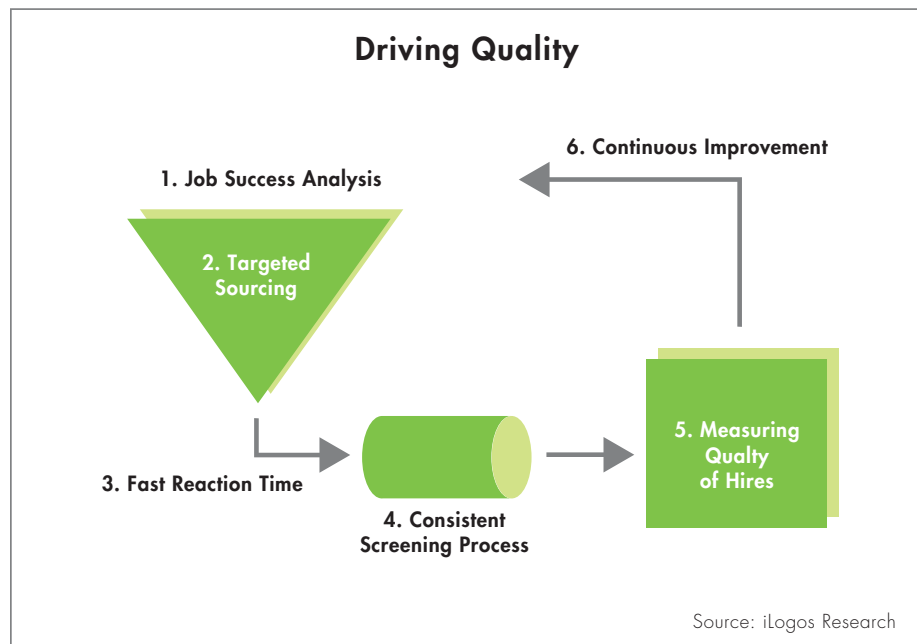 Driving Quality
6. Continuous Improvement
1. Job Success Analysis
2. Targeted
Sourcing
3. Fast Reaction Time
4. Consistent
Screening Process
5. Measuring
Qualty
of Hires
Source: iLogos Research